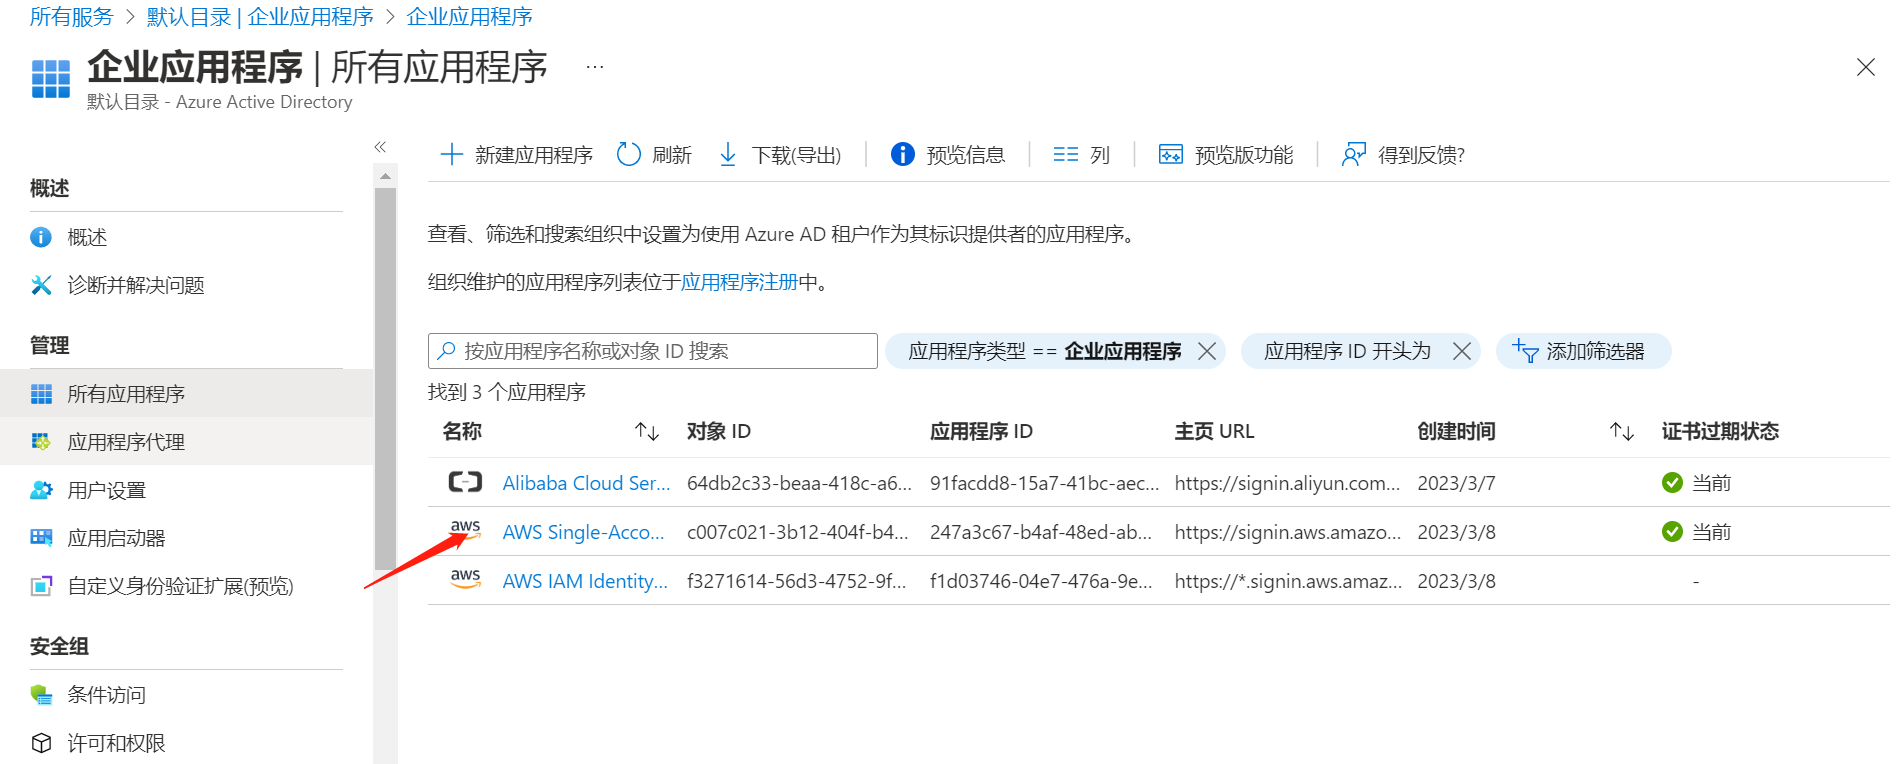 所有服务 > 默认目录 | 企业应用程序 > 企业应用程序
企业应用程序 | 所有应用程序 ...
默认目录 - Azure Active Directory
概述
概述
诊断并解决问题
管理
所有应用程序
应用程序代理
用户设置
应用启动器
自定义身份验证扩展(预览)
安全组
条件访问
许可和权限
新建应用程序 刷新 下载(导出) 预览信息 列 预览版功能 得到反馈?
查看、筛选和搜索组织中设置为使用 Azure AD 租户作为其标识提供者的应用程序。
组织维护的应用程序列表位于应用程序注册中。
按应用程序名称或对象 ID 搜索 应用程序类型 == 企业应用程序 应用程序 ID 开头为 添加筛选器
找到 3 个应用程序
名称 对象 ID 应用程序 ID 主页 URL 创建时间 证书过期状态
Alibaba Cloud Ser... 64db2c33-beaa-418c-a6... 91facdd8-15a7-41bc-aec... https://signin.aliyun.com... 2023/3/7 当前
aws AWS Single-Acco... c007c021-3b12-404f-b4... 247a3c67-b4af-48ed-ab... https://signin.aws.amazo... 2023/3/8 当前
aws AWS IAM Identity... f3271614-56d3-4752-9f... f1d03746-04e7-476a-9e... https://*.signin.aws.amaz... 2023/3/8 -